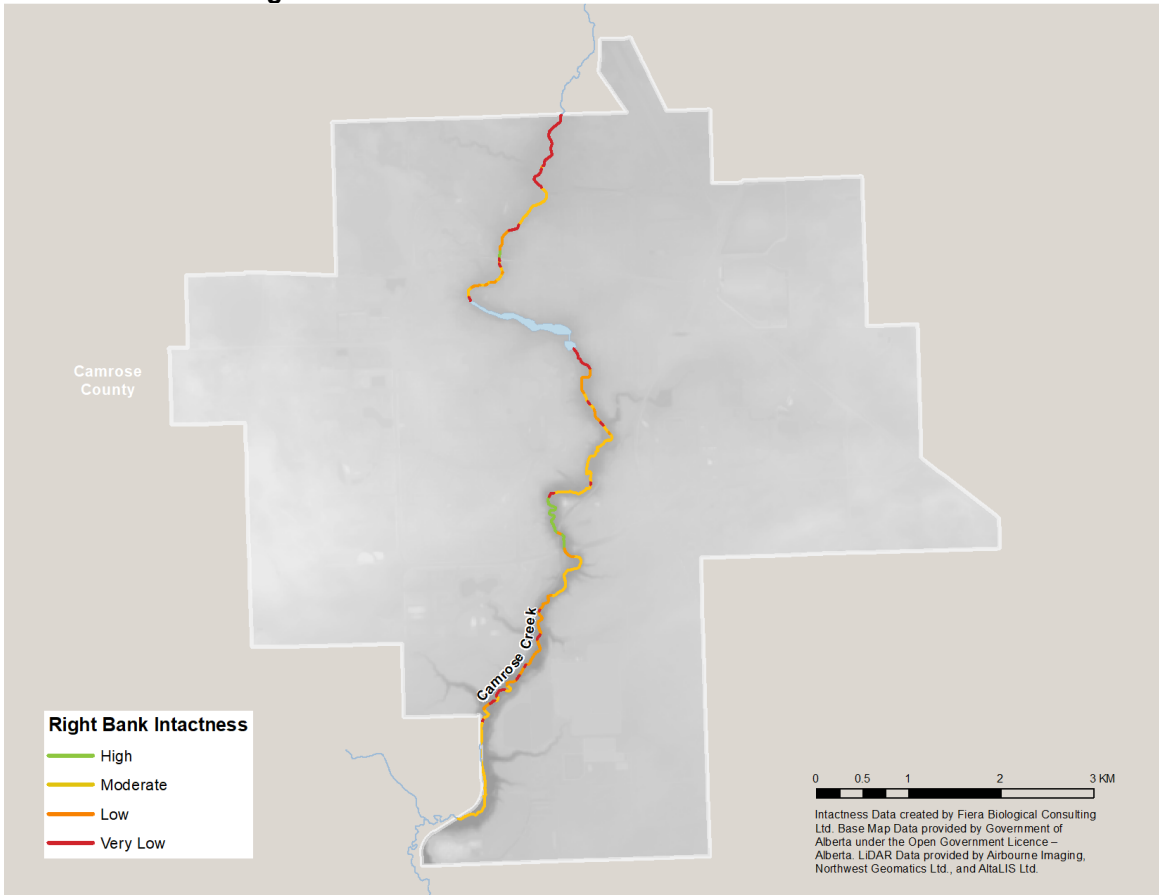 Camrose
County
Camrose Creek
Right Bank Intactness
High
Moderate
Low
Very Low
0 0.5 1 2 3 KM
Intactness Data created by Fiera Biological Consulting
Ltd. Base Map Data provided by Government of
Alberta under the Open Government Licence –
Alberta. LiDAR Data provided by Airbourne Imaging,
Northwest Geomatics Ltd., and AltaLIS Ltd.